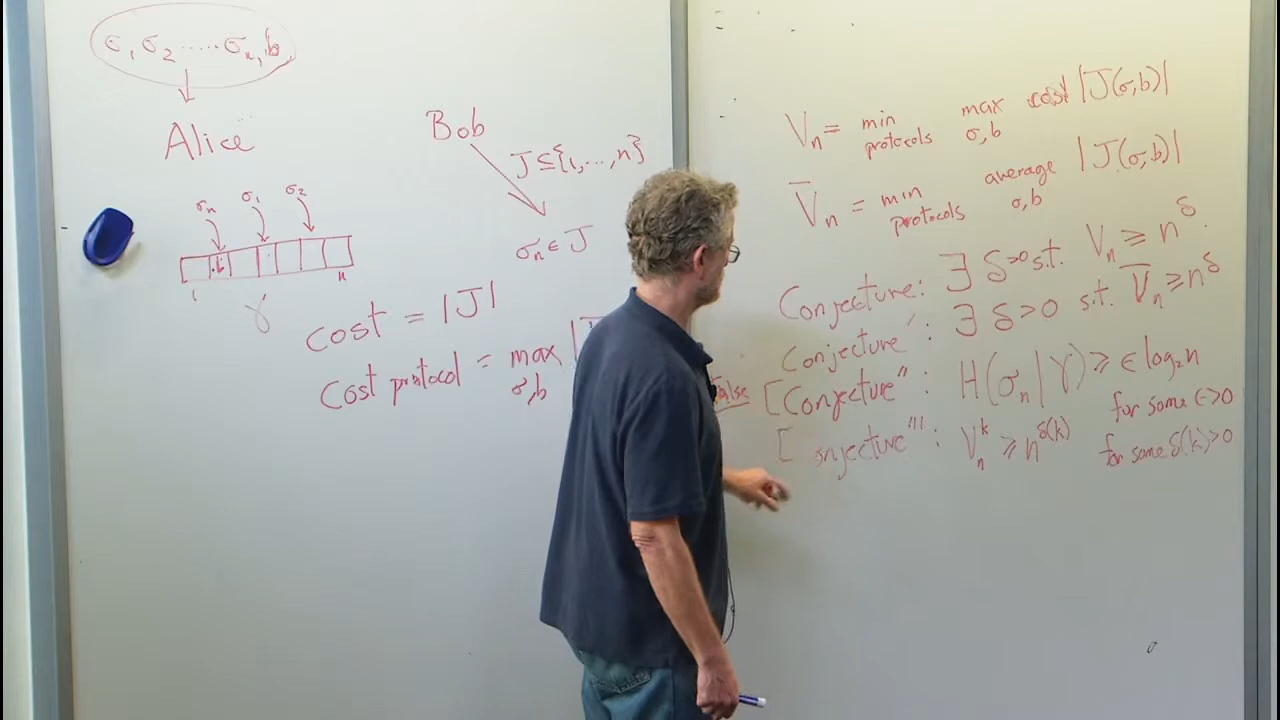 σ₁ σ₂ ..... σₙ, b
Alice
σₙ σ₁ σ₂
b
1 n
γ
Bob
J ⊆ {1,...,n}
σₙ ∈ J
cost = |J|
cost protocol = max
σ,b
Vₙ = min max cost |J(σ,b)|
protocols σ,b
V̄ₙ = min average |J(σ,b)|
protocols σ,b
Conjecture: ∃ δ>0 s.t. Vₙ ≥ n^δ.
Conjecture': ∃ δ>0 s.t. V̄ₙ ≥ n^δ
False [Conjecture'': H(σₙ|γ) ≥ ε log₂ n
for some ε>0
[ onjecture''': Vₙᵏ ≥ n^δ(k) for some δ(k)>0